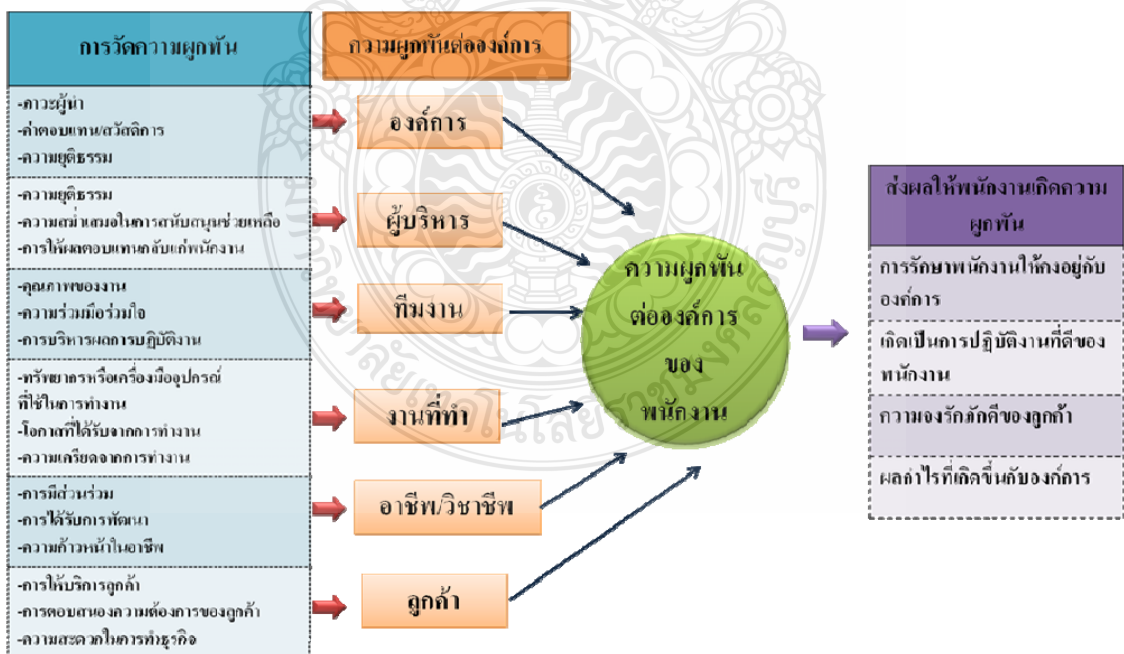 การวัดความผูกพัน
ความผูกพันต่อองค์การ
-ภาวะผู้นำ
-ค่าตอบแทน/สวัสดิการ
-ความยุติธรรม
องค์การ
-ความยุติธรรม
-ความสม่ำเสมอในการสนับสนุนช่วยเหลือ
-การให้ผลตอบแทนกลับแก่พนักงาน
ผู้บริหาร
-คุณภาพของงาน
-ความร่วมมือร่วมใจ
-การบริหารผลการปฏิบัติงาน
ทีมงาน
-ทรัพยากรหรือเครื่องมืออุปกรณ์
ที่ใช้ในการทำงาน
-โอกาสที่ได้รับจากการทำงาน
-ความเครียดจากการทำงาน
งานที่ทำ
-การมีส่วนร่วม
-การได้รับการพัฒนา
-ความก้าวหน้าในอาชีพ
อาชีพ/วิชาชีพ
-การให้บริการลูกค้า
-การตอบสนองความต้องการของลูกค้า
-ความสะดวกในการทำธุรกิจ
ลูกค้า
ความผูกพัน
ต่อองค์การ
ของ
พนักงาน
ส่งผลให้พนักงานเกิดความ
ผูกพัน
การรักษาพนักงานให้คงอยู่กับ
องค์การ
เกิดเป็นการปฏิบัติงานที่ดีของ
พนักงาน
ความจงรักภักดีของลูกค้า
ผลกำไรที่เกิดขึ้นกับองค์การ